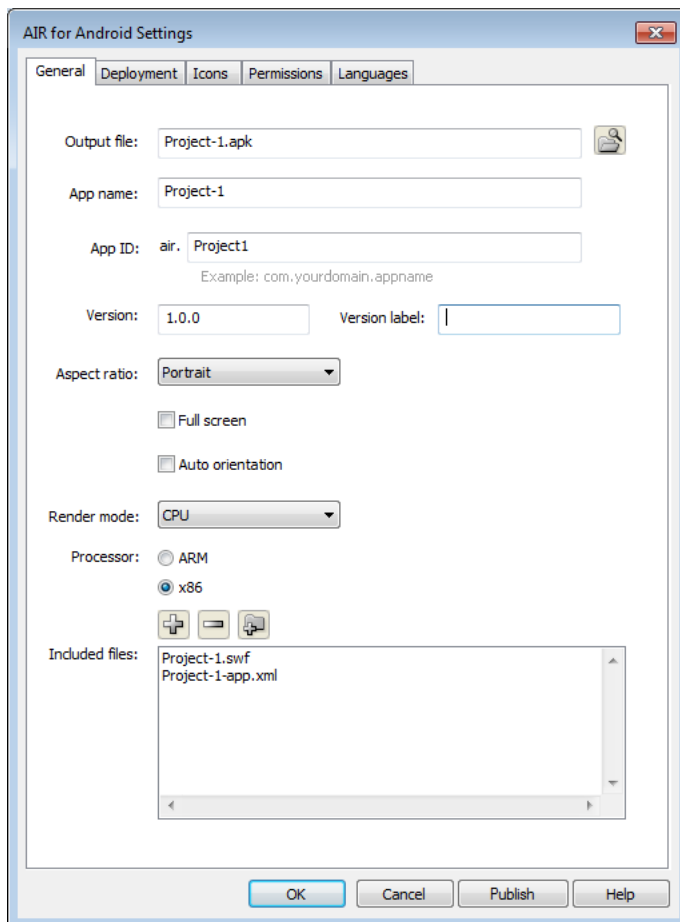 AIR for Android Settings
General Deployment Icons Permissions Languages
Output file: Project-1.apk
App name: Project-1
App ID: air. Project1
Example: com.yourdomain.appname
Version: 1.0.0 Version label:
Aspect ratio: Portrait
Full screen
Auto orientation
Render mode: CPU
Processor: ARM
x86
Included files: Project-1.swf
Project-1-app.xml
OK Cancel Publish Help